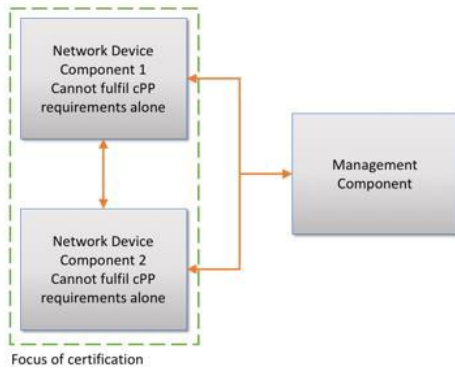 Network Device
Component 1
Cannot fulfil cPP
requirements alone
Management
Component
Network Device
Component 2
Cannot fulfil cPP
requirements alone
Focus of certification